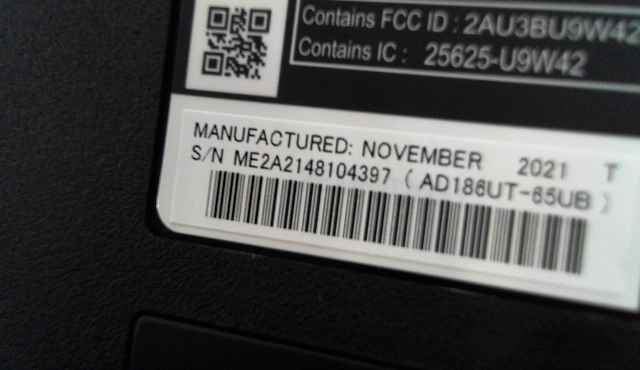 Contains FCC ID : 2AU3BU9W42
Contains IC : 25625-U9W42
MANUFACTURED: NOVEMBER 2021 T
S/N ME2A2148104397 ( AD186UT-65UB )